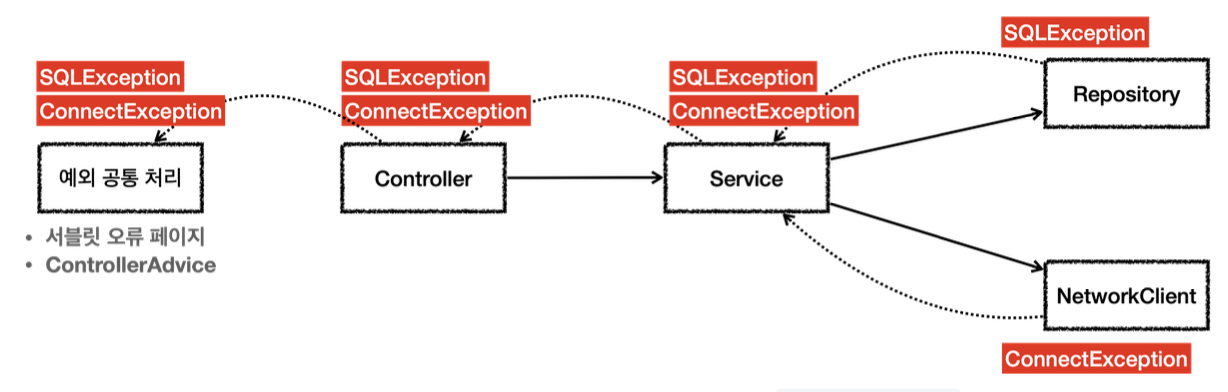 SQLException
SQLException
ConnectException
SQLException
ConnectException
SQLException
ConnectException
Repository
예외 공통 처리
Controller
Service
서블릿 오류 페이지
ControllerAdvice
NetworkClient
ConnectException